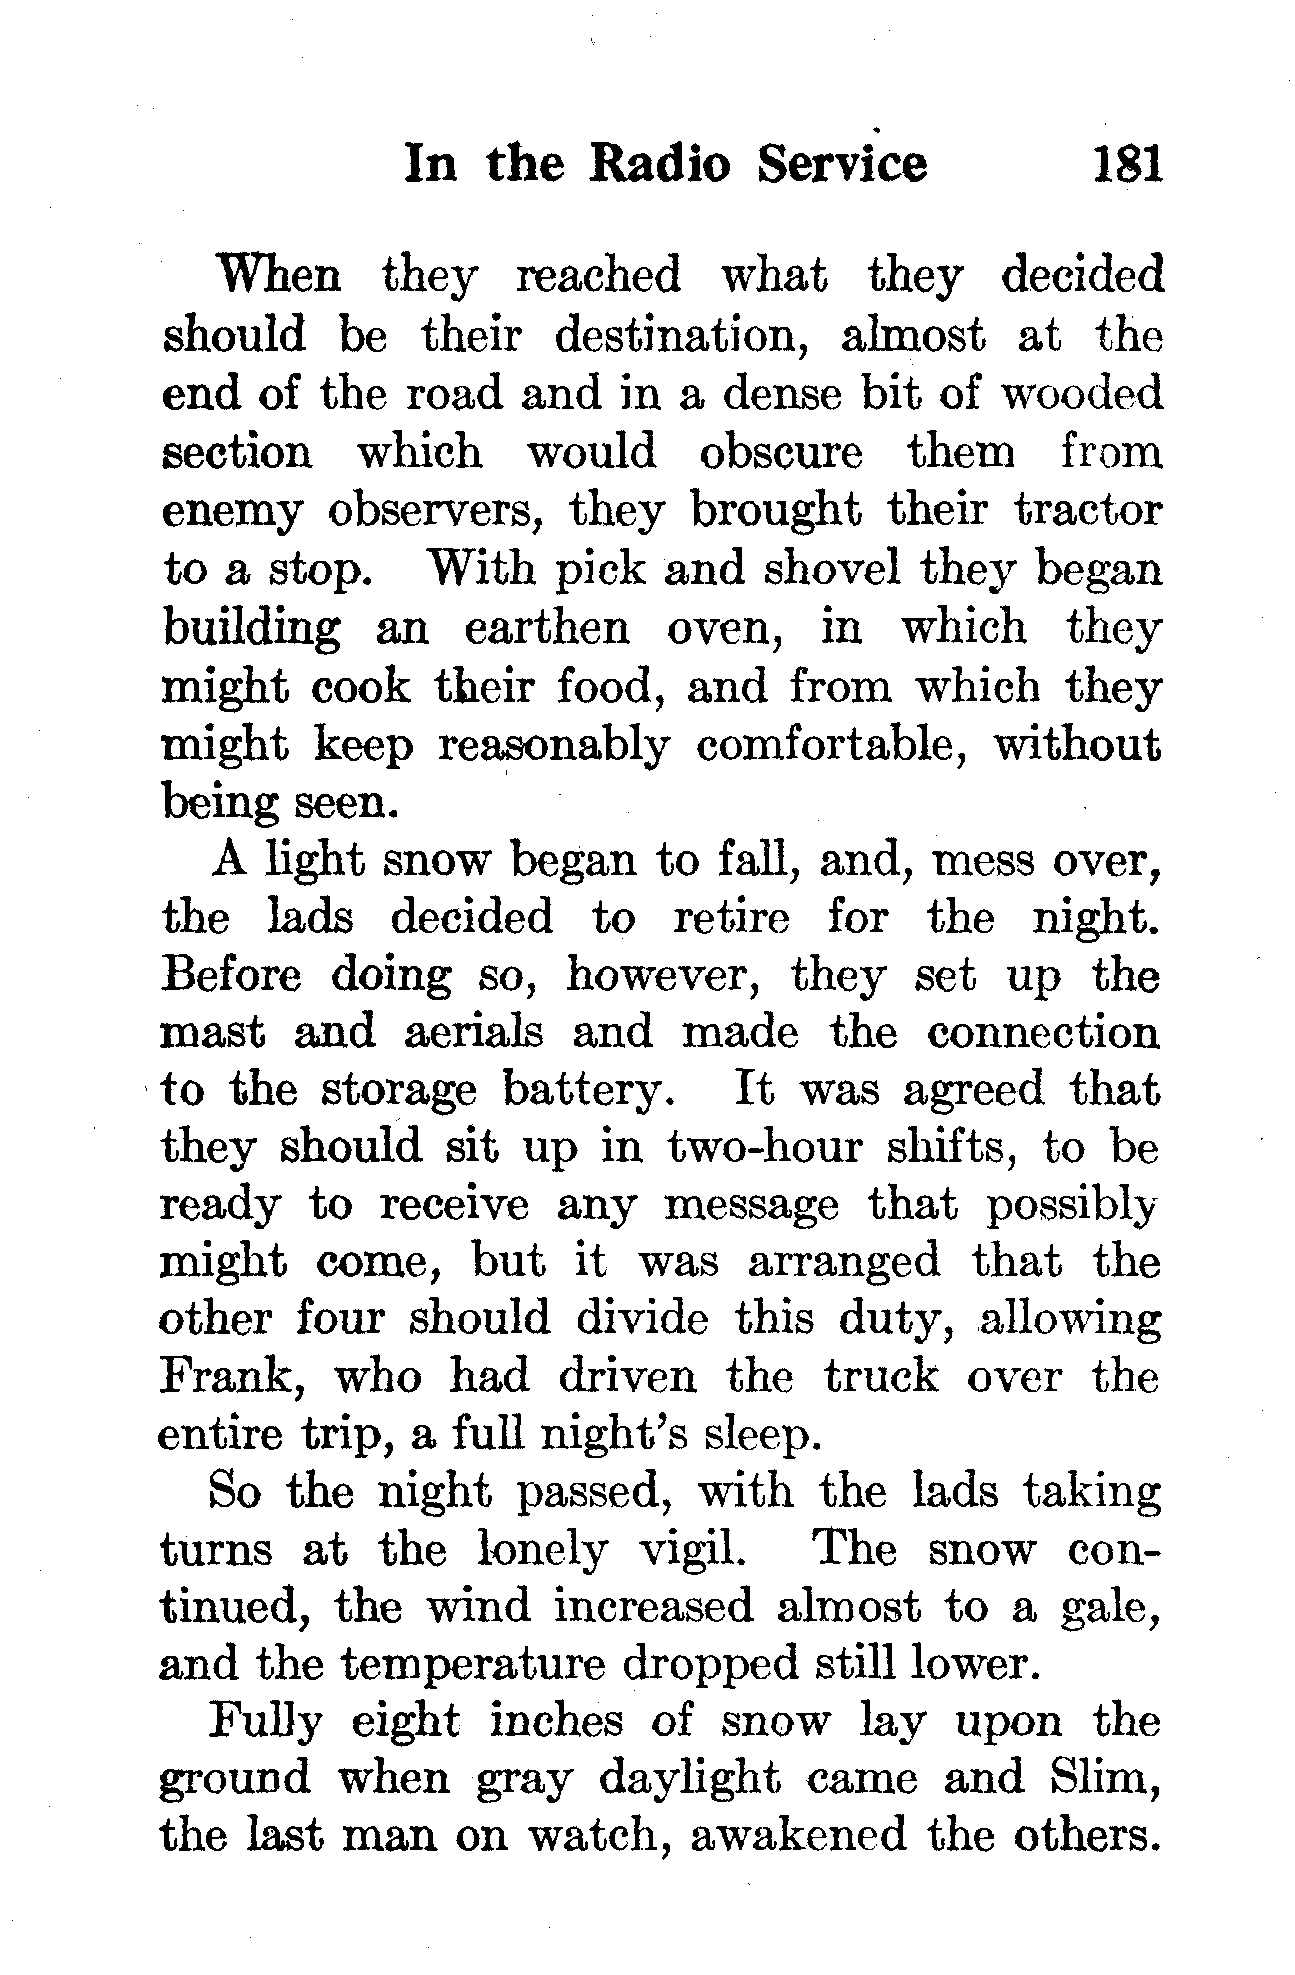 In the Radio Service 181
When they reached what they decided
should be their destination, almost at the
end of the road and in a dense bit of wooded
section which would obscure them from
enemy observers, they brought their tractor
to a stop. With pick and shovel they began
building an earthen oven, in which they
might cook their food, and from which they
might keep reasonably comfortable, without
being seen.
A light snow began to fall, and, mess over,
the lads decided to retire for the night.
Before doing so, however, they set up the
mast and aerials and made the connection
to the storage battery. It was agreed that
they should sit up in two-hour shifts, to be
ready to receive any message that possibly
might come, but it was arranged that the
other four should divide this duty, allowing
Frank, who had driven the truck over the
entire trip, a full night's sleep.
So the night passed, with the lads taking
turns at the lonely vigil. The snow con-
tinued, the wind increased almost to a gale,
and the temperature dropped still lower.
Fully eight inches of snow lay upon the
ground when gray daylight came and Slim,
the last man on watch, awakened the others.